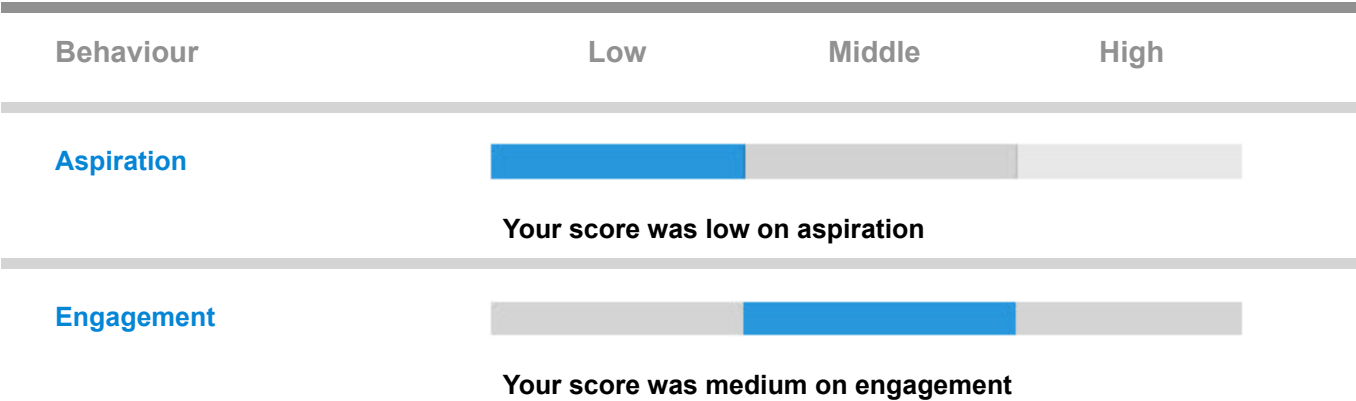 Behaviour Low Middle High
Aspiration
Your score was low on aspiration
Engagement
Your score was medium on engagement